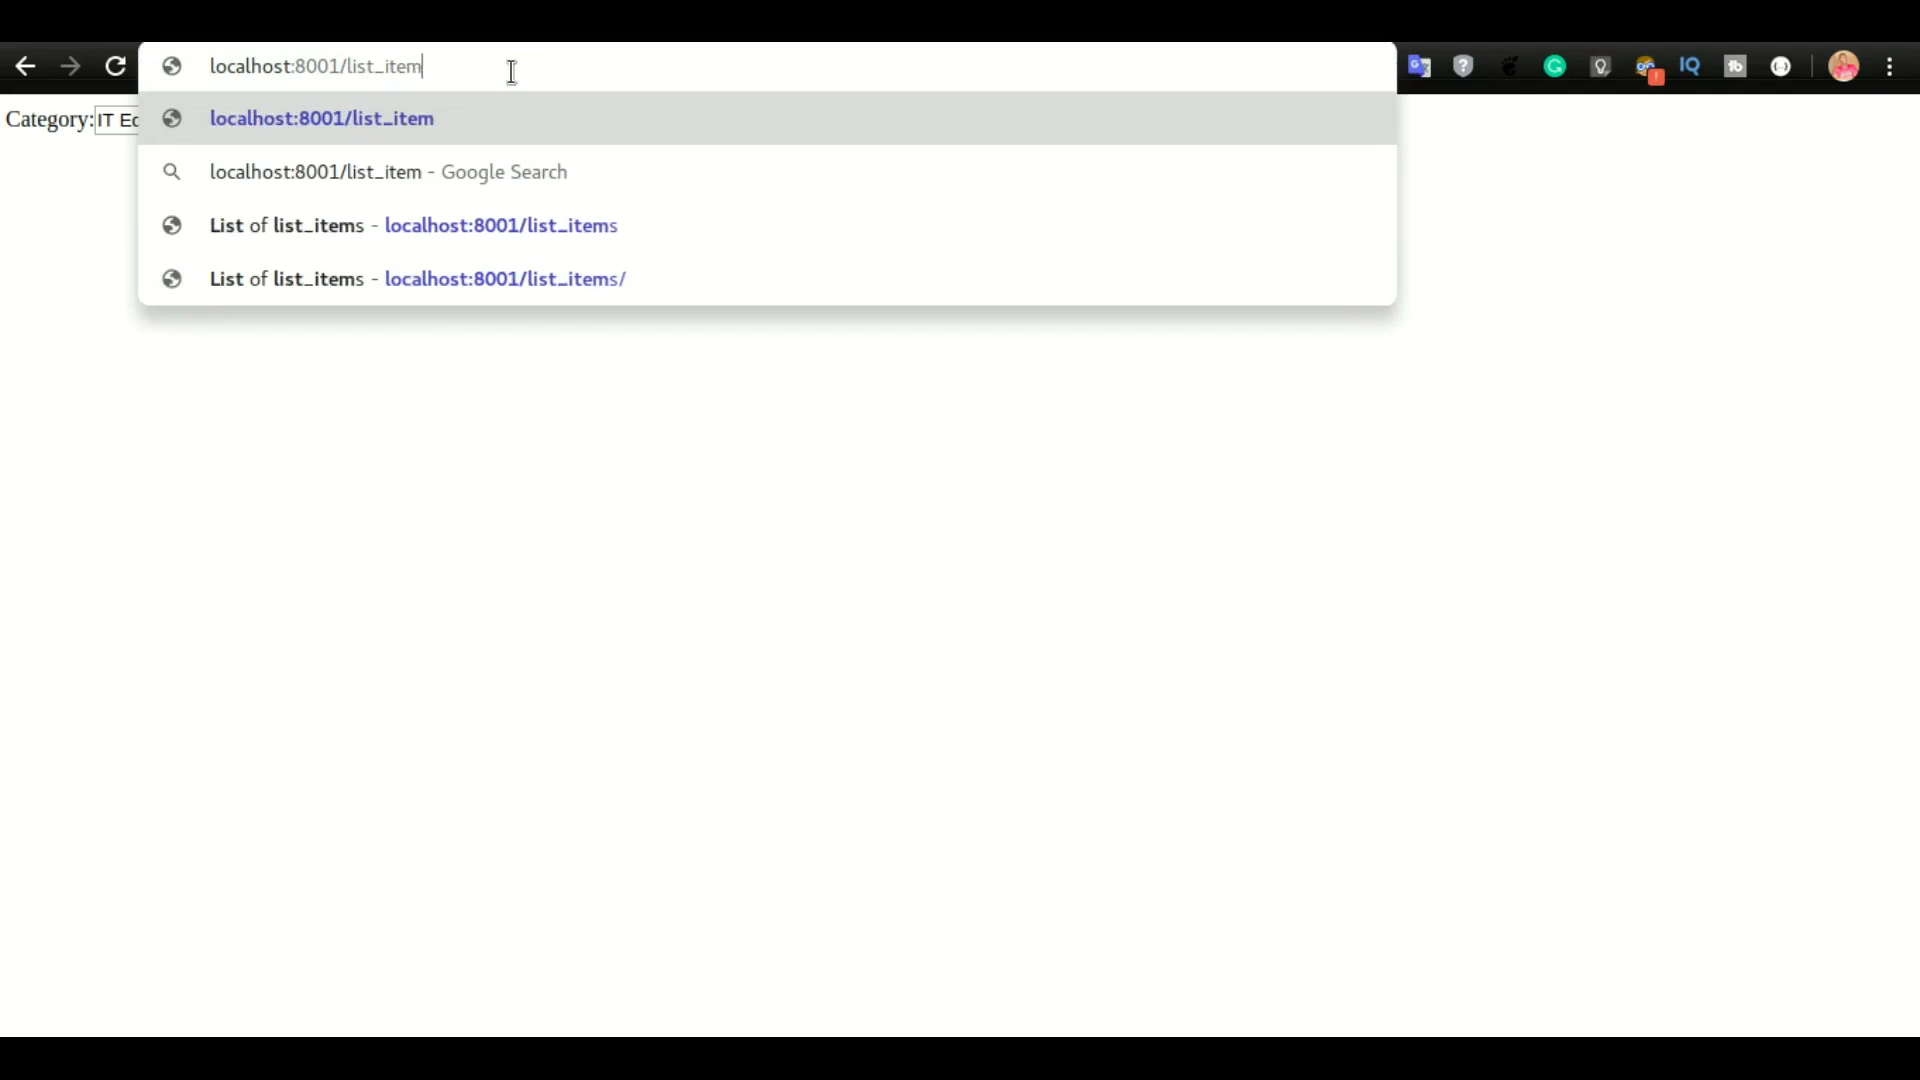 localhost:8001/list_item
Category: IT Ec
localhost:8001/list_item
localhost:8001/list_item - Google Search
List of list_items - localhost:8001/list_items
List of list_items - localhost:8001/list_items/
IQ